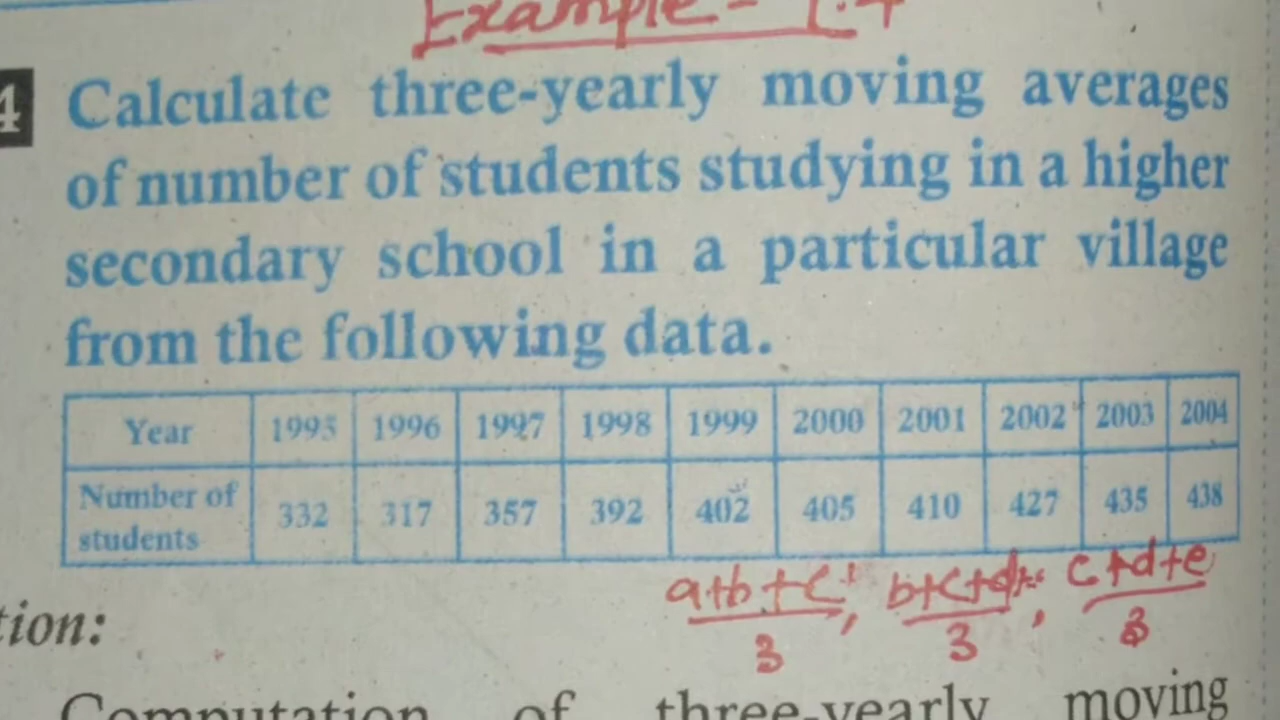 Example - 1.4
4 Calculate three-yearly moving averages
of number of students studying in a higher
secondary school in a particular village
from the following data.
Year 1995 1996 1997 1998 1999 2000 2001 2002 2003 2004
Number of students 332 317 357 392 402 405 410 427 435 438
a+b+c/3, b+c+d/3, c+d+e/3
tion:
Computation of three-yearly moving